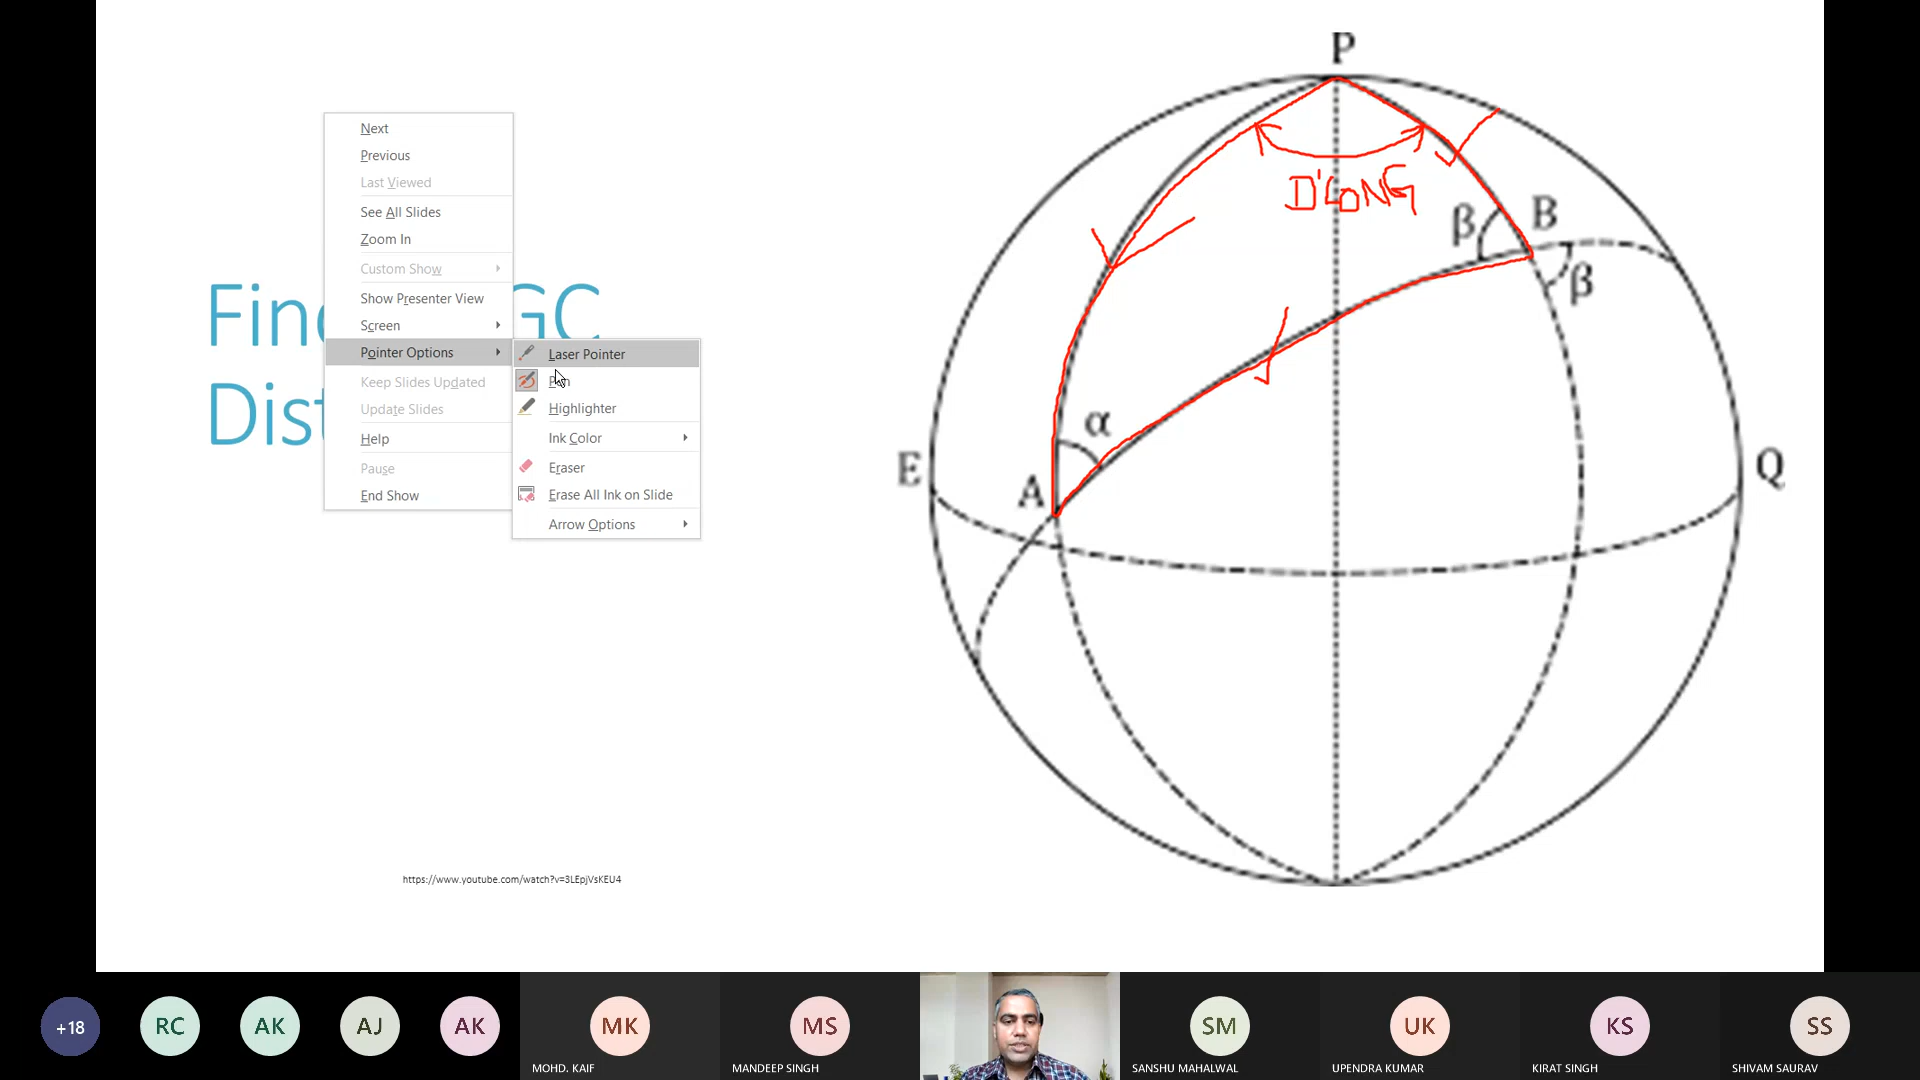 Next
Previous
Last Viewed
See All Slides
Zoom In
Custom Show
Show Presenter View
Screen
Pointer Options
Keep Slides Updated
Update Slides
Help
Pause
End Show
Laser Pointer
Highlighter
Ink Color
Eraser
Erase All Ink on Slide
Arrow Options
GC
https://www.youtube.com/watch?v=3LEpjVsKEU4
P
D'LONG
β B
β
α
E
A
Q
+18
RC
AK
AJ
AK
MK
MOHD. KAIF
MS
MANDEEP SINGH
SM
SANSHU MAHALWAL
UK
UPENDRA KUMAR
KS
KIRAT SINGH
SS
SHIVAM SAURAV